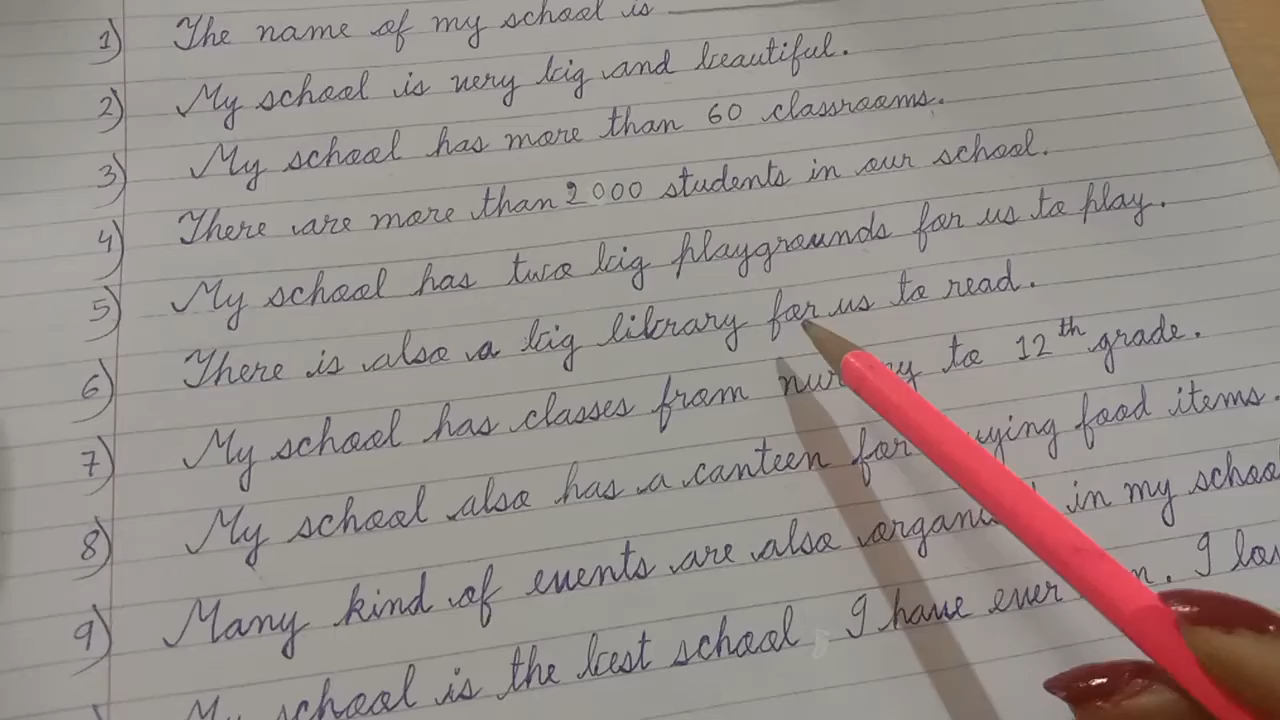 1) The name of my school is
2) My school is very big and beautiful.
3) My school has more than 60 classrooms.
4) There are more than 2000 students in our school.
5) My school has two big playgrounds for us to play.
6) There is also a big library for us to read.
7) My school has classes from to 12th grade.
8) My school also has a canteen for food items.
9) Many kind of events are also in my school
My school is the best school, I have ever I